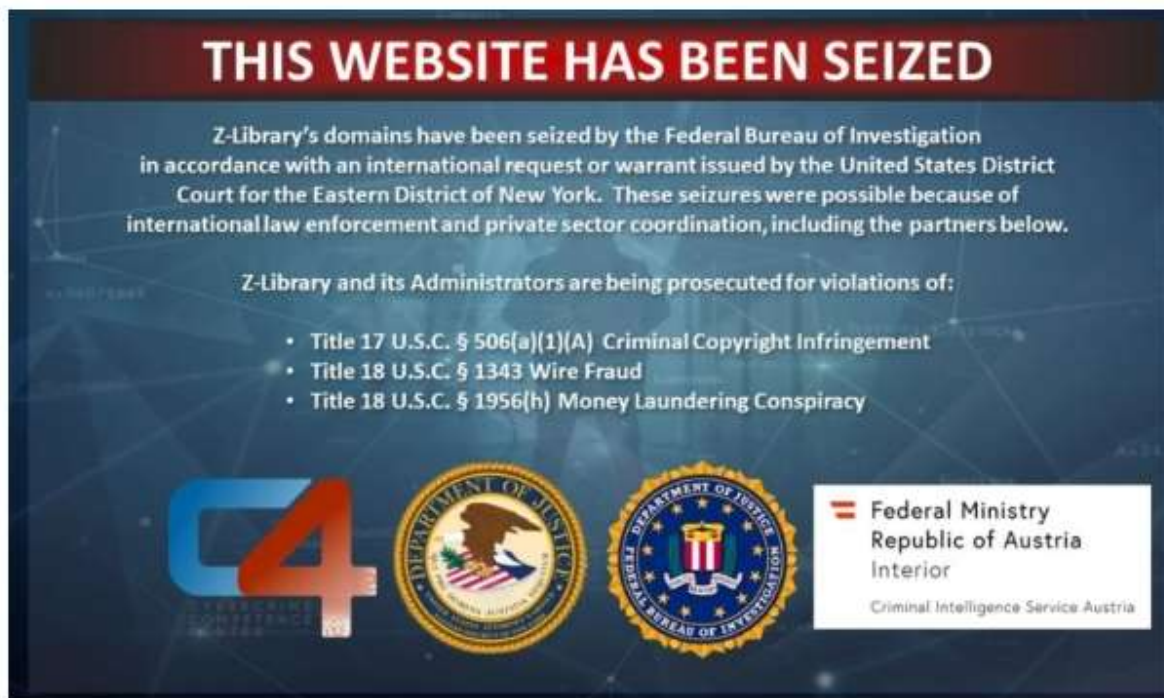 THIS WEBSITE HAS BEEN SEIZED
Z-Library's domains have been seized by the Federal Bureau of Investigation
in accordance with an international request or warrant issued by the United States District
Court for the Eastern District of New York. These seizures were possible because of
international law enforcement and private sector coordination, including the partners below.
Z-Library and its Administrators are being prosecuted for violations of:
• Title 17 U.S.C. § 506(a)(1)(A) Criminal Copyright Infringement
• Title 18 U.S.C. § 1343 Wire Fraud
• Title 18 U.S.C. § 1956(h) Money Laundering Conspiracy
C4
CYBERCRIME
COMPETENCE
CENTER
DEPARTMENT OF JUSTICE
DEPARTMENT OF JUSTICE
FEDERAL BUREAU OF INVESTIGATION
Federal Ministry
Republic of Austria
Interior
Criminal Intelligence Service Austria